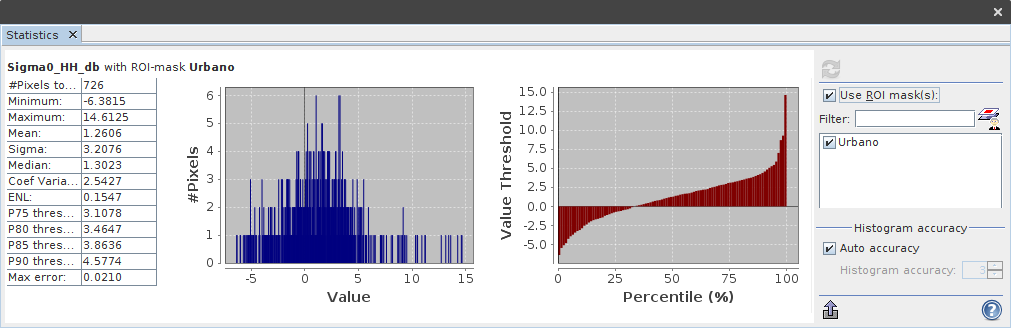 Statistics
Sigma0_HH_db with ROI-mask Urbano
#Pixels to... 726
Minimum: -6.3815
Maximum: 14.6125
Mean: 1.2606
Sigma: 3.2076
Median: 1.3023
Coef Varia... 2.5427
ENL: 0.1547
P75 thres... 3.1078
P80 thres... 3.4647
P85 thres... 3.8636
P90 thres... 4.5774
Max error: 0.0210
#Pixels
6
5
4
3
2
1
0
-5 0 5 10 15
Value
Value Threshold
15.0
12.5
10.0
7.5
5.0
2.5
0.0
-2.5
-5.0
0 25 50 75 100
Percentile (%)
Use ROI mask(s):
Filter:
Urbano
Histogram accuracy
Auto accuracy
Histogram accuracy: 3
?